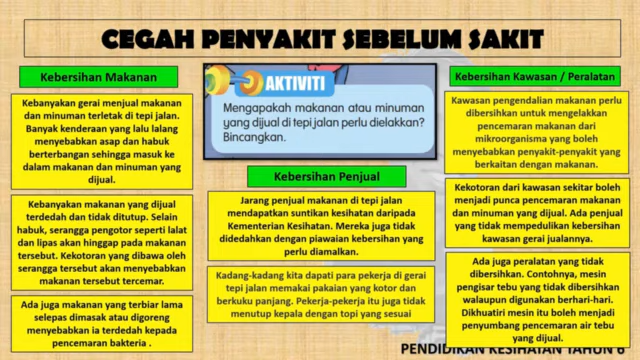 CEGAH PENYAKIT SEBELUM SAKIT
Kebersihan Makanan
Kebanyakan gerai menjual makanan
dan minuman terletak di tepi jalan.
Banyak kenderaan yang lalu lalang
menyebabkan asap dan habuk
berterbangan sehingga masuk ke
dalam makanan dan minuman yang
dijual.
Kebanyakan makanan yang dijual
terdedah dan tidak ditutup. Selain
habuk, serangga pengotor seperti lalat
dan lipas akan hinggap pada makanan
tersebut. Kekotoran yang dibawa oleh
serangga tersebut akan menyebabkan
makanan tersebut tercemar.
Ada juga makanan yang terbiar lama
selepas dimasak atau digoreng
menyebabkan ia terdedah kepada
pencemaran bakteria .
AKTIVITI
Mengapakah makanan atau minuman
yang dijual di tepi jalan perlu dielakkan?
Bincangkan.
Kebersihan Penjual
Jarang penjual makanan di tepi jalan
mendapatkan suntikan kesihatan daripada
Kementerian Kesihatan. Mereka juga tidak
didedahkan dengan piawaian kebersihan yang
perlu diamalkan.
Kadang-kadang kita dapati para pekerja di gerai
tepi jalan memakai pakaian yang kotor dan
berkuku panjang. Pekerja-pekerja itu juga tidak
menutup kepala dengan topi yang sesuai
Kebersihan Kawasan / Peralatan
Kawasan pengendalian makanan perlu
dibersihkan untuk mengelakkan
pencemaran makanan dari
mikroorganisma yang boleh
menyebabkan penyakit-penyakit yang
berkaitan dengan makanan.
Kekotoran dari kawasan sekitar boleh
menjadi punca pencemaran makanan
dan minuman yang dijual. Ada penjual
yang tidak mempedulikan kebersihan
kawasan gerai jualannya.
Ada juga peralatan yang tidak
dibersihkan. Contohnya, mesin
pengisar tebu yang tidak dibersihkan
walaupun digunakan berhari-hari.
Dikhuatiri mesin itu boleh menjadi
penyumbang pencemaran air tebu
yang dijual.
PENDIDIKAN KESIHATAN TAHUN 6